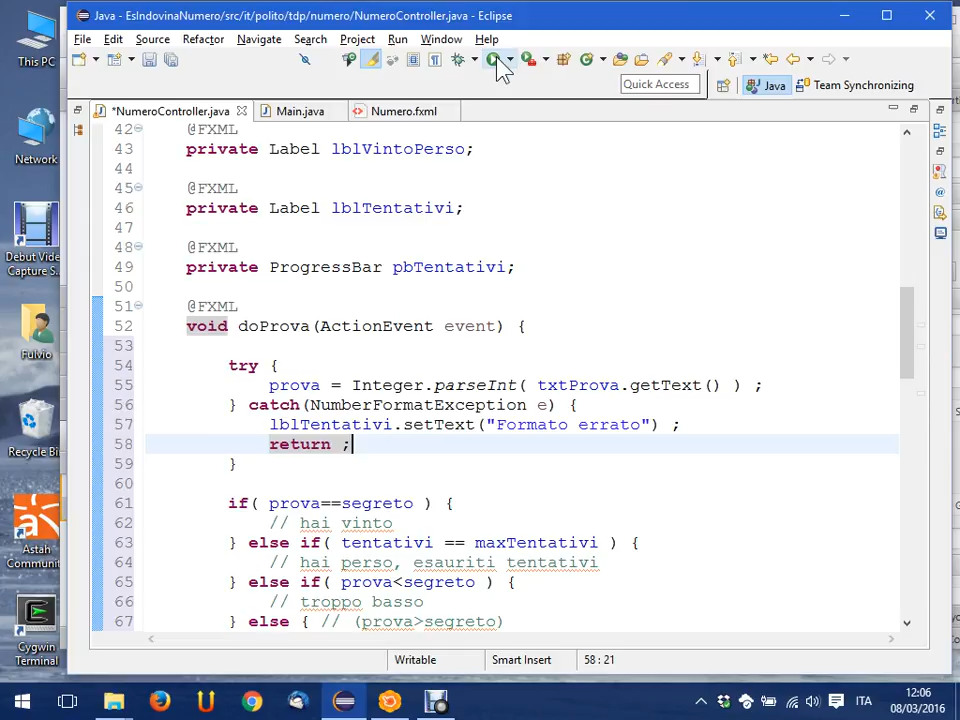 This PC
Network
Debut Video
Capture S...
Fulvio
Recycle Bin
Astah
Communit...
Cygwin
Terminal
Java - EsIndovinaNumero/src/it/polito/tdp/numero/NumeroController.java - Eclipse
File Edit Source Refactor Navigate Search Project Run Window Help
Quick Access
Java
Team Synchronizing
*NumeroController.java
Main.java
Numero.fxml
42 @FXML
43 private Label lblVintoPerso;
44
45 @FXML
46 private Label lblTentativi;
47
48 @FXML
49 private ProgressBar pbTentativi;
50
51 @FXML
52 void doProva(ActionEvent event) {
53
54 try {
55 prova = Integer.parseInt( txtProva.getText() ) ;
56 } catch(NumberFormatException e) {
57 lblTentativi.setText("Formato errato") ;
58 return ;
59 }
60
61 if( prova==segreto ) {
62 // hai vinto
63 } else if( tentativi == maxTentativi ) {
64 // hai perso, esauriti tentativi
65 } else if( prova<segreto ) {
66 // troppo basso
67 } else { // (prova>segreto)
Writable
Smart Insert
58 : 21
ITA
12:06
08/03/2016